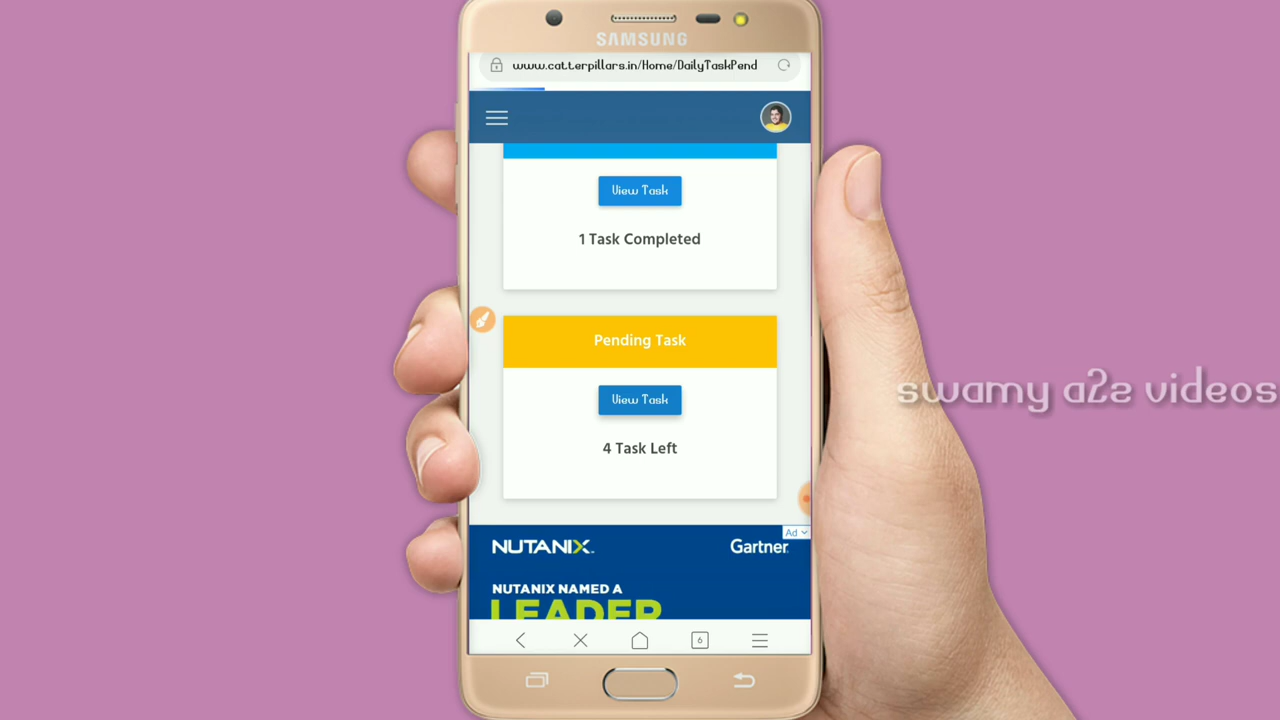 SAMSUNG
www.catterpillars.in/Home/DailyTaskPend
View Task
1 Task Completed
Pending Task
View Task
4 Task Left
swamy a2z videos
Ad
NUTANIX
Gartner
NUTANIX NAMED A
LEADER
6